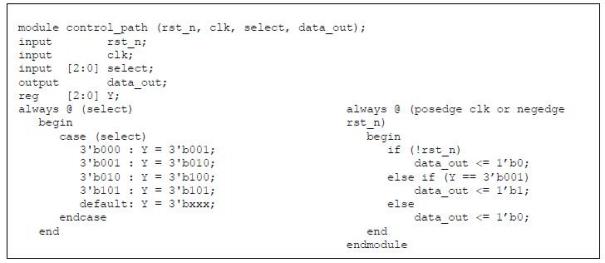 module control_path (rst_n, clk, select, data_out);
input rst_n;
input clk;
input [2:0] select;
output data_out;
reg [2:0] Y;
always @ (select)
begin
case (select)
3'b000 : Y = 3'b001;
3'b001 : Y = 3'b010;
3'b010 : Y = 3'b100;
3'b101 : Y = 3'b101;
default: Y = 3'bxxx;
endcase
end
always @ (posedge clk or negedge
rst_n)
begin
if (!rst_n)
data_out <= 1'b0;
else if (Y == 3'b001)
data_out <= 1'b1;
else
data_out <= 1'b0;
end
endmodule